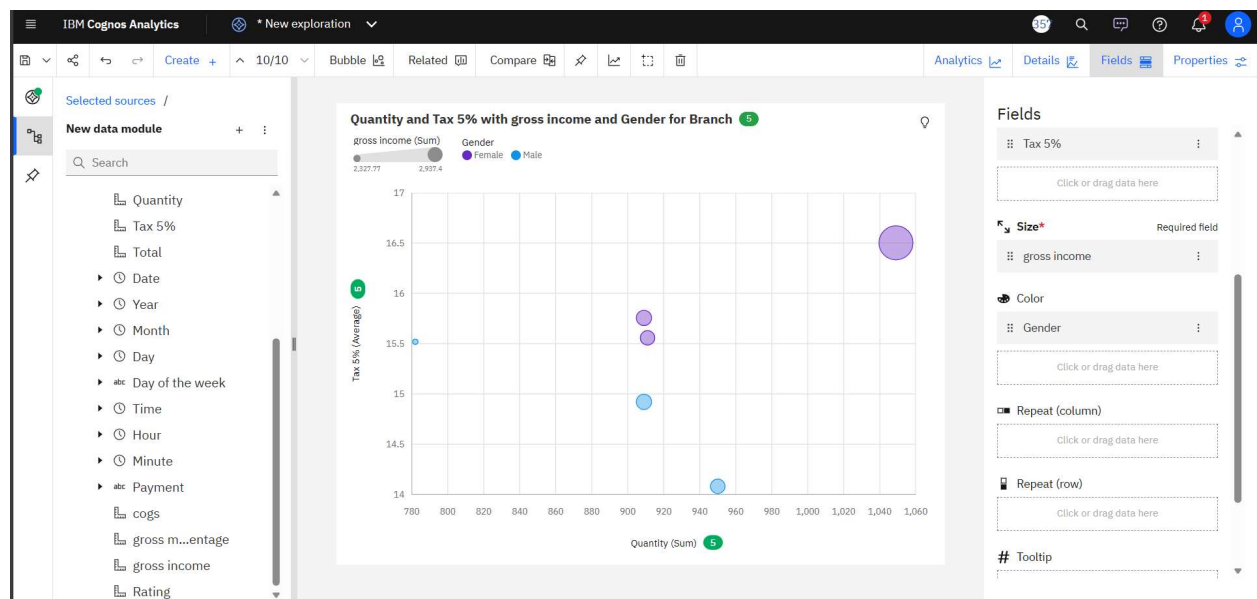 IBM Cognos Analytics
* New exploration
1
Create +
10/10
Bubble
Related
Compare
Analytics
Details
Fields
Properties
Selected sources /
New data module
Search
Quantity
Tax 5%
Total
Date
Year
Month
Day
abc Day of the week
Time
Hour
Minute
abc Payment
cogs
gross m...entage
gross income
Rating
Quantity and Tax 5% with gross income and Gender for Branch 5
gross income (Sum)
2,327.77 2,937.4
Gender
Female Male
17
16.5
16
15.5
15
14.5
14
Tax 5% (Average) 5
780 800 820 840 860 880 900 920 940 960 980 1,000 1,020 1,040 1,060
Quantity (Sum) 5
Fields
Tax 5%
Click or drag data here
Size* Required field
gross income
Color
Gender
Click or drag data here
Repeat (column)
Click or drag data here
Repeat (row)
Click or drag data here
# Tooltip